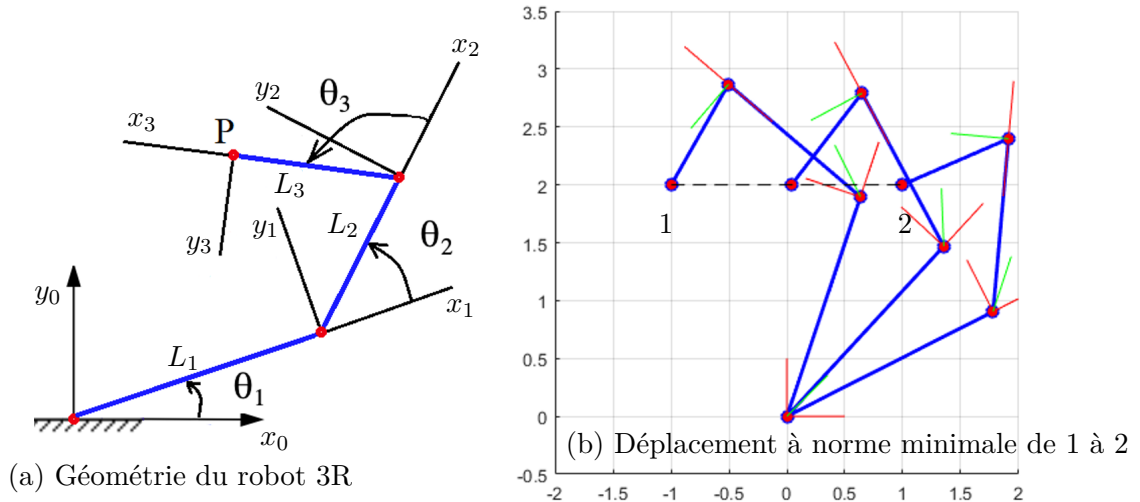 x₂
y₂
θ₃
x₃
P
L₃
y₁
L₂
θ₂
y₃
y₀
x₁
L₁
θ₁
x₀
(a) Géométrie du robot 3R
3.5
3
2.5
2
1.5
1
0.5
0
-0.5
1
2
(b) Déplacement à norme minimale de 1 à 2
-2 -1.5 -1 -0.5 0 0.5 1 1.5 2